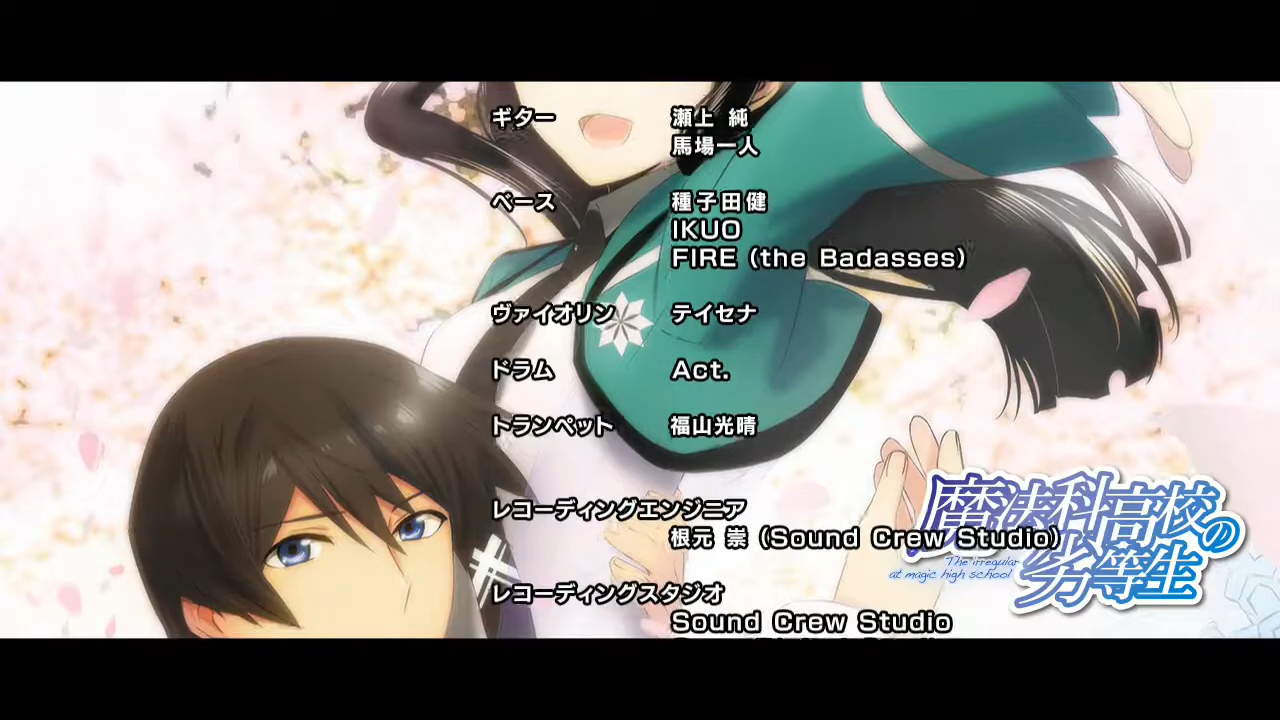 ギター 瀬上 純
馬場一人
ベース 種子田健
IKUO
FIRE (the Badasses)
ヴァイオリン テイセナ
ドラム Act.
トランペット 福山光晴
レコーディングエンジニア
根元 崇 (Sound Crew Studio)
レコーディングスタジオ
Sound Crew Studio
魔法科高校の
劣等生
The irregular
at magic high school